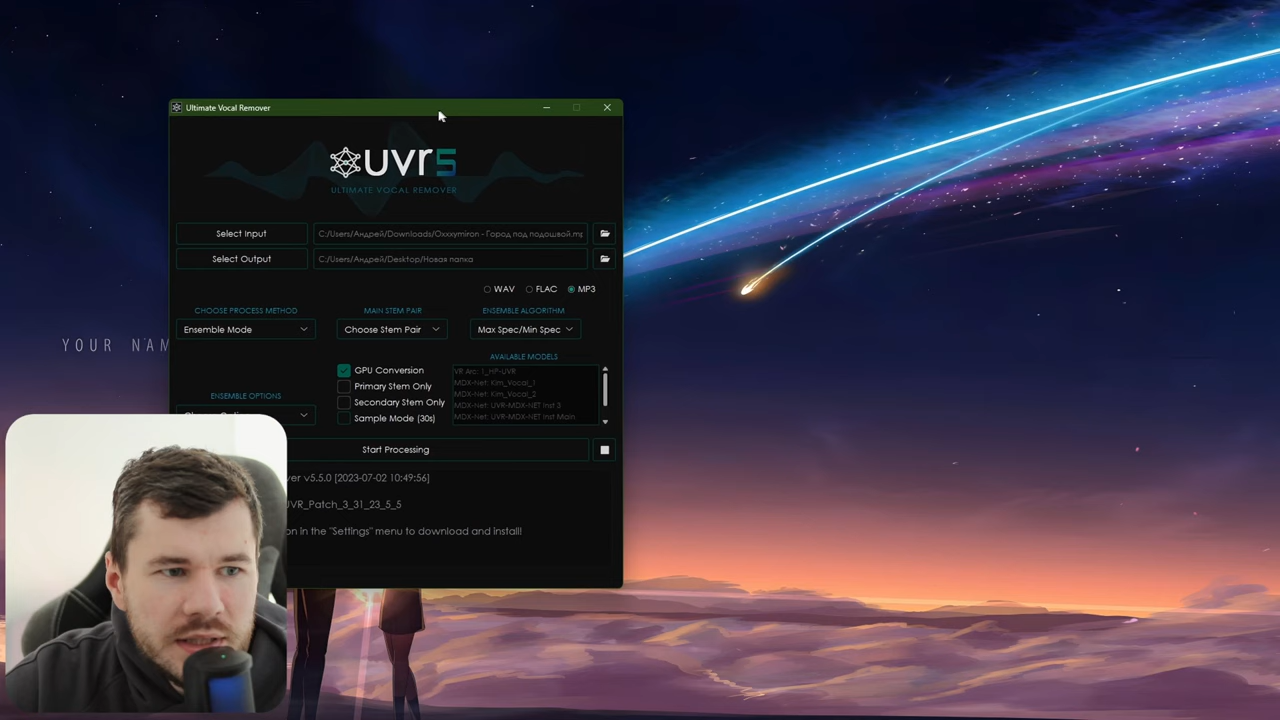 Ultimate Vocal Remover
uvr5
ULTIMATE VOCAL REMOVER
Select Input C:/Users/Андрей/Downloads/Oxxxymiron - Город под подошвой.mp
Select Output C:/Users/Андрей/Desktop/Новая папка
WAV FLAC MP3
CHOOSE PROCESS METHOD MAIN STEM PAIR ENSEMBLE ALGORITHM
Ensemble Mode Choose Stem Pair Max Spec/Min Spec
YOUR NAM
AVAILABLE MODELS
GPU Conversion
Primary Stem Only
Secondary Stem Only
Sample Mode (30s)
VR Arc: 1_HP-UVR
MDX-Net: Kim_Vocal_1
MDX-Net: Kim_Vocal_2
MDX-Net: UVR-MDX-NET Inst 3
MDX-Net: UVR-MDX-NET Inst Main
ENSEMBLE OPTIONS
Start Processing
ver v5.5.0 [2023-07-02 10:49:56]
UVR_Patch_3_31_23_5_5
on in the "Settings" menu to download and install!